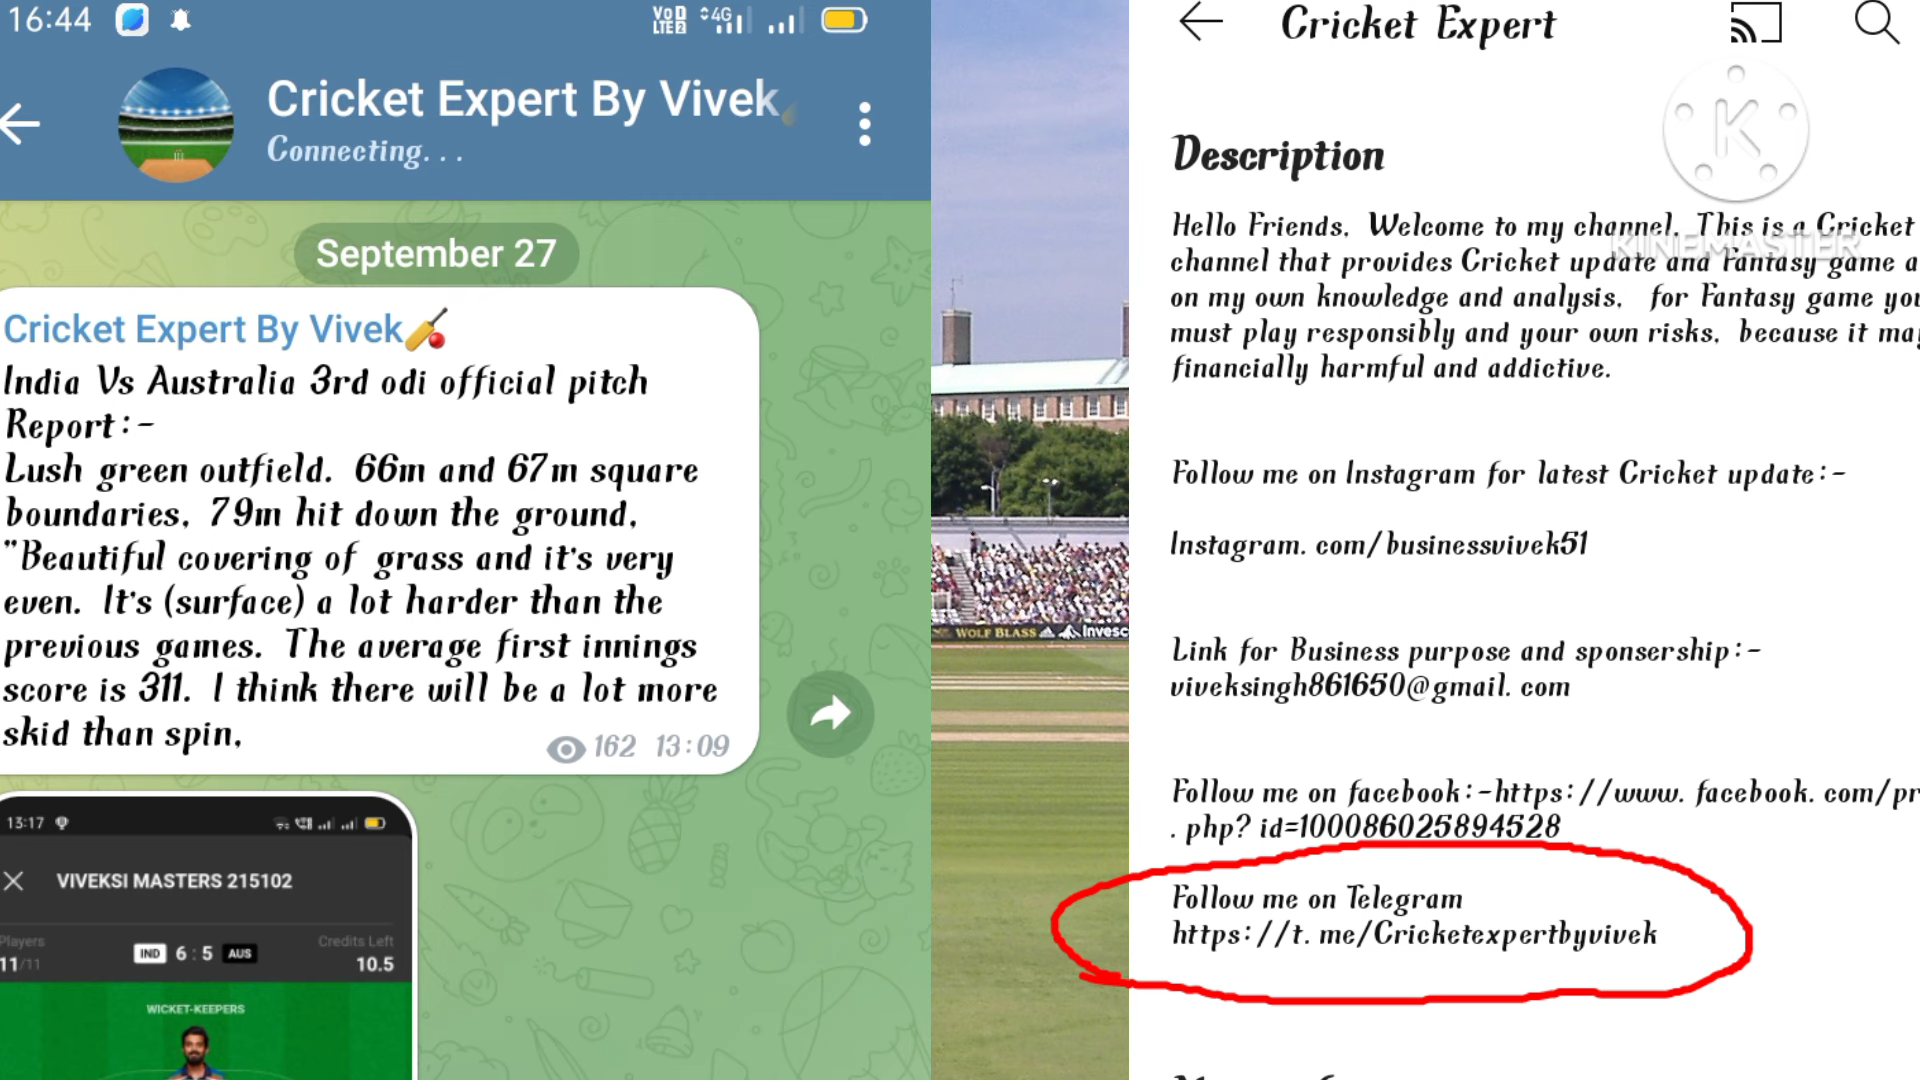 16:44
VoD LTE2 4G
Cricket Expert By Vivek
Connecting...
September 27
Cricket Expert By Vivek
India Vs Australia 3rd odi official pitch
Report:-
Lush green outfield. 66m and 67m square
boundaries, 79m hit down the ground,
"Beautiful covering of grass and it's very
even. It's (surface) a lot harder than the
previous games. The average first innings
score is 311. I think there will be a lot more
skid than spin,
162 13:09
13:17
VIVEKSI MASTERS 215102
Players
11/11
IND 6 : 5 AUS
Credits Left
10.5
WICKET-KEEPERS
WOLF BLASS
Invesc
Cricket Expert
K
KINEMASTER
Description
Hello Friends, Welcome to my channel. This is a Cricket
channel that provides Cricket update and Fantasy game a
on my own knowledge and analysis, for Fantasy game you
must play responsibly and your own risks, because it may
financially harmful and addictive.
Follow me on Instagram for latest Cricket update:-
Instagram. com/businessvivek51
Link for Business purpose and sponsership:-
viveksingh861650@gmail. com
Follow me on facebook:-https://www. facebook. com/pr
. php? id=100086025894528
Follow me on Telegram
https://t. me/Cricketexpertbyvivek